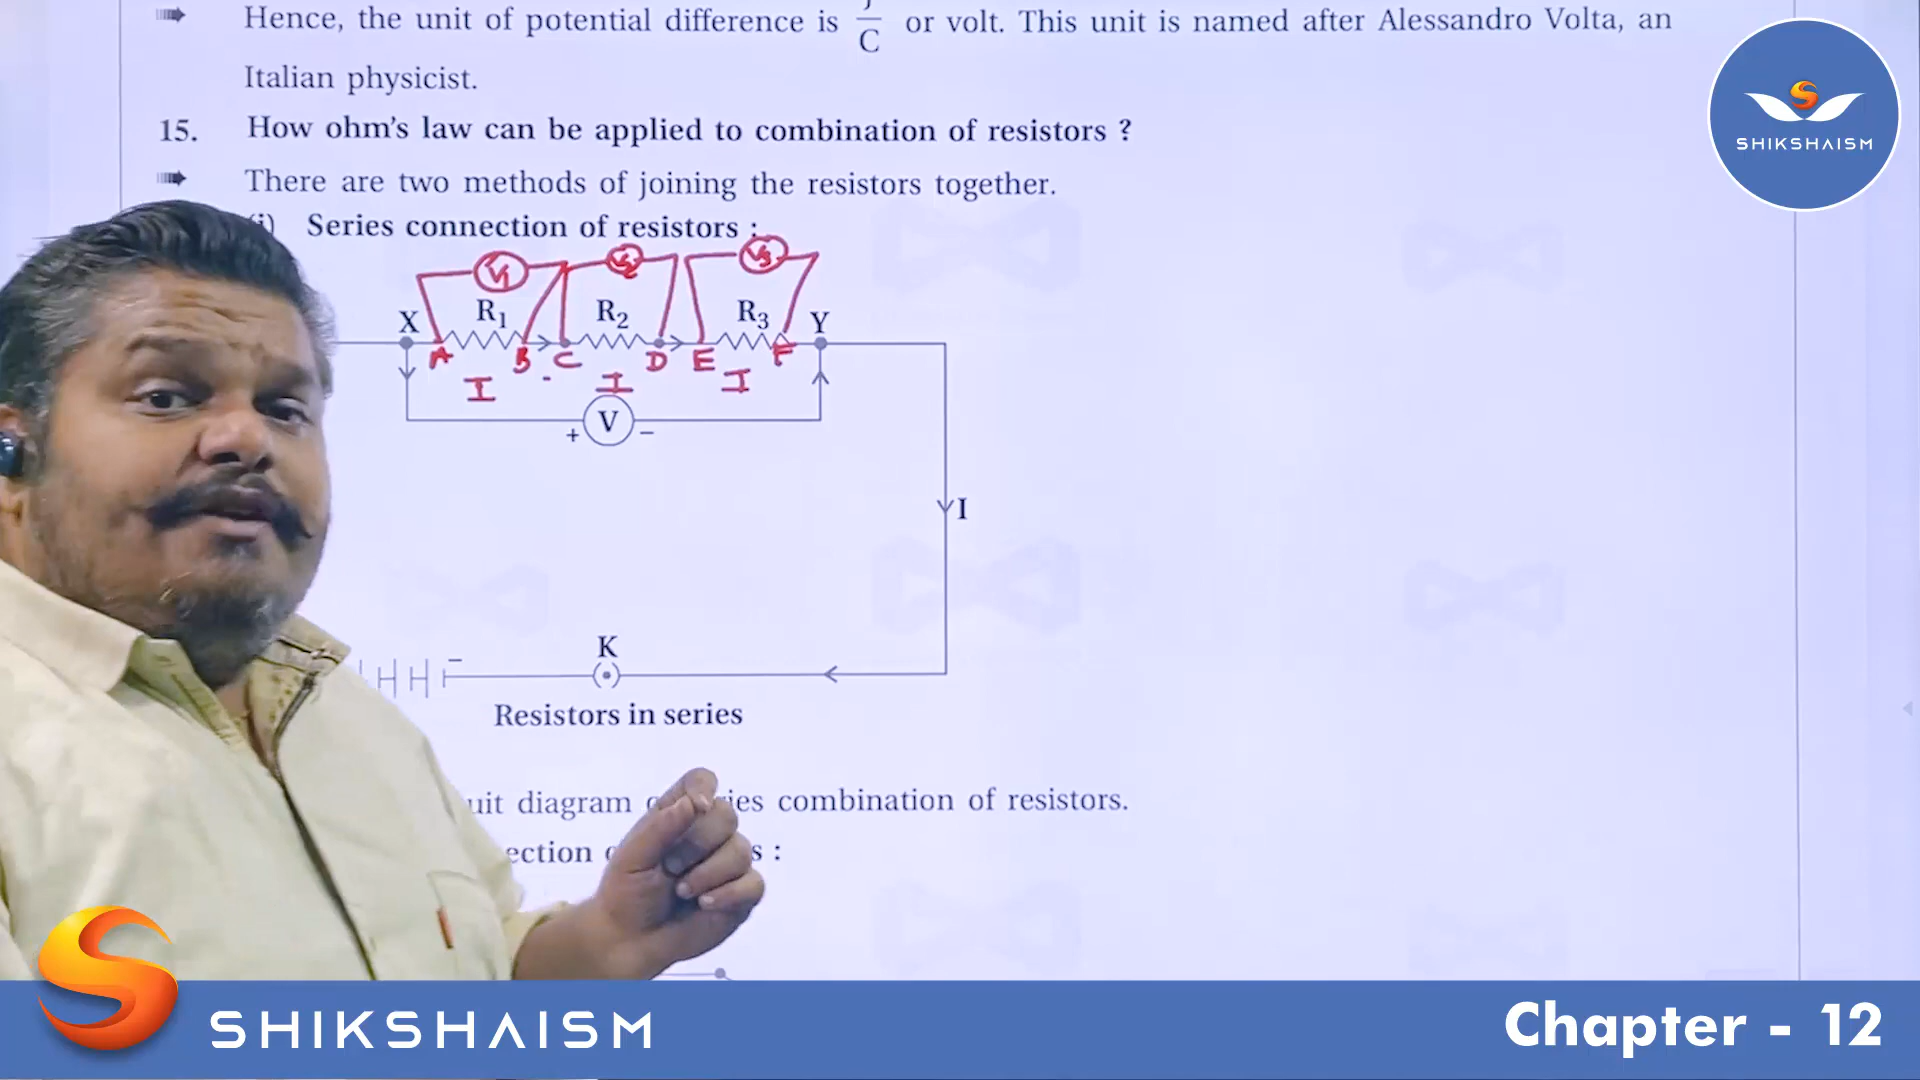 Hence, the unit of potential difference is J/C or volt. This unit is named after Alessandro Volta, an
Italian physicist.
15. How ohm's law can be applied to combination of resistors ?
There are two methods of joining the resistors together.
(i) Series connection of resistors :
V1 V2 V3
X R1 R2 R3 Y
A B C D E F
I I I
+ V −
I
K
−
Resistors in series
uit diagram ies combination of resistors.
ection s :
SHIKSHAISM
SHIKSHAISM
Chapter - 12